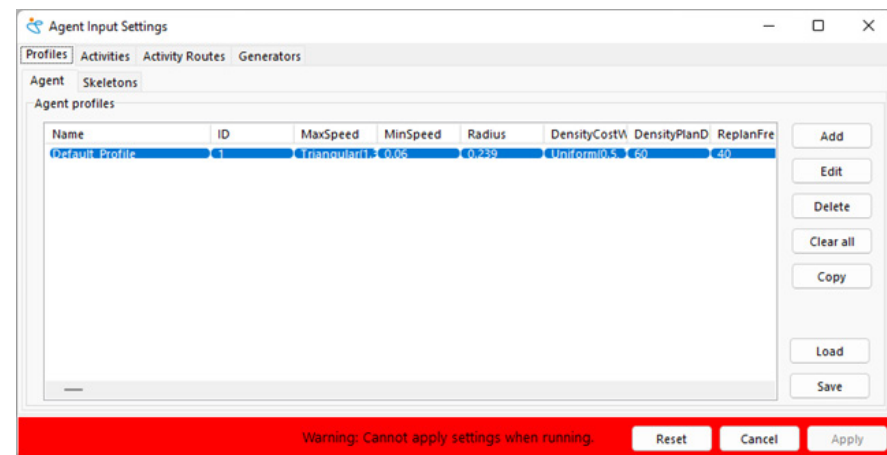 Agent Input Settings
Profiles Activities Activity Routes Generators
Agent Skeletons
Agent profiles
Name ID MaxSpeed MinSpeed Radius DensityCostW DensityPlanD ReplanFre
Default_Profile 1 Triangular(1.3 0.06 0.239 Uniform(0.5, 60 40
Add
Edit
Delete
Clear all
Copy
Load
Save
Warning: Cannot apply settings when running. Reset Cancel Apply